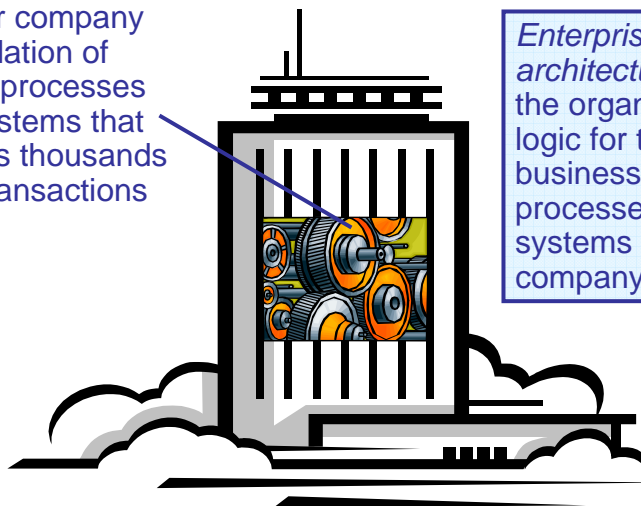 company
lation of
processes
stems that
s thousands
ansactions
Enterpris
architectu
the organ
logic for t
business
processe
systems
company